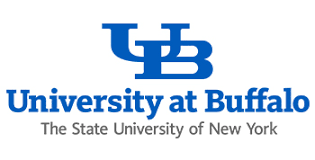 UB
University at Buffalo
The State University of New York